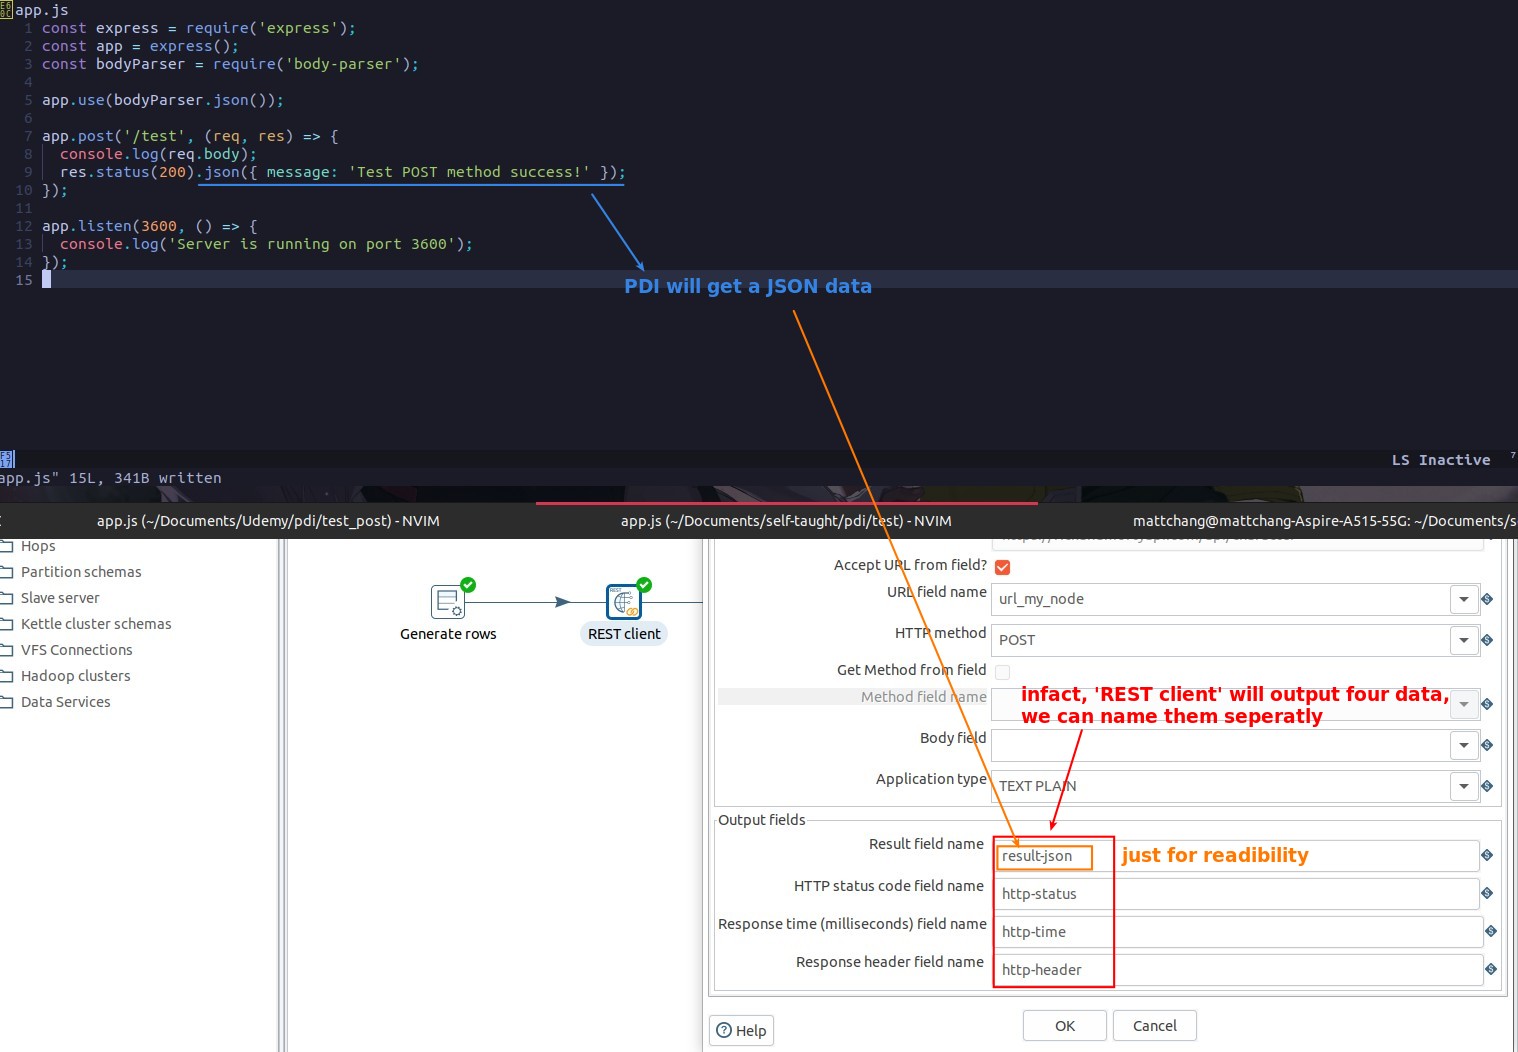 app.js
1 const express = require('express');
2 const app = express();
3 const bodyParser = require('body-parser');
4
5 app.use(bodyParser.json());
6
7 app.post('/test', (req, res) => {
8 console.log(req.body);
9 res.status(200).json({ message: 'Test POST method success!' });
10 });
11
12 app.listen(3600, () => {
13 console.log('Server is running on port 3600');
14 });
15
PDI will get a JSON data
LS Inactive 7
app.js" 15L, 341B written
app.js (~/Documents/Udemy/pdi/test_post) - NVIM
app.js (~/Documents/self-taught/pdi/test) - NVIM
mattchang@mattchang-Aspire-A515-55G: ~/Documents/s
Hops
Partition schemas
Slave server
Kettle cluster schemas
VFS Connections
Hadoop clusters
Data Services
Generate rows
REST
REST client
Accept URL from field?
URL field name url_my_node
HTTP method POST
Get Method from field
Method field name
infact, 'REST client' will output four data,
we can name them seperatly
Body field
Application type TEXT PLAIN
Output fields
Result field name result-json just for readibility
HTTP status code field name http-status
Response time (milliseconds) field name http-time
Response header field name http-header
Help
OK
Cancel